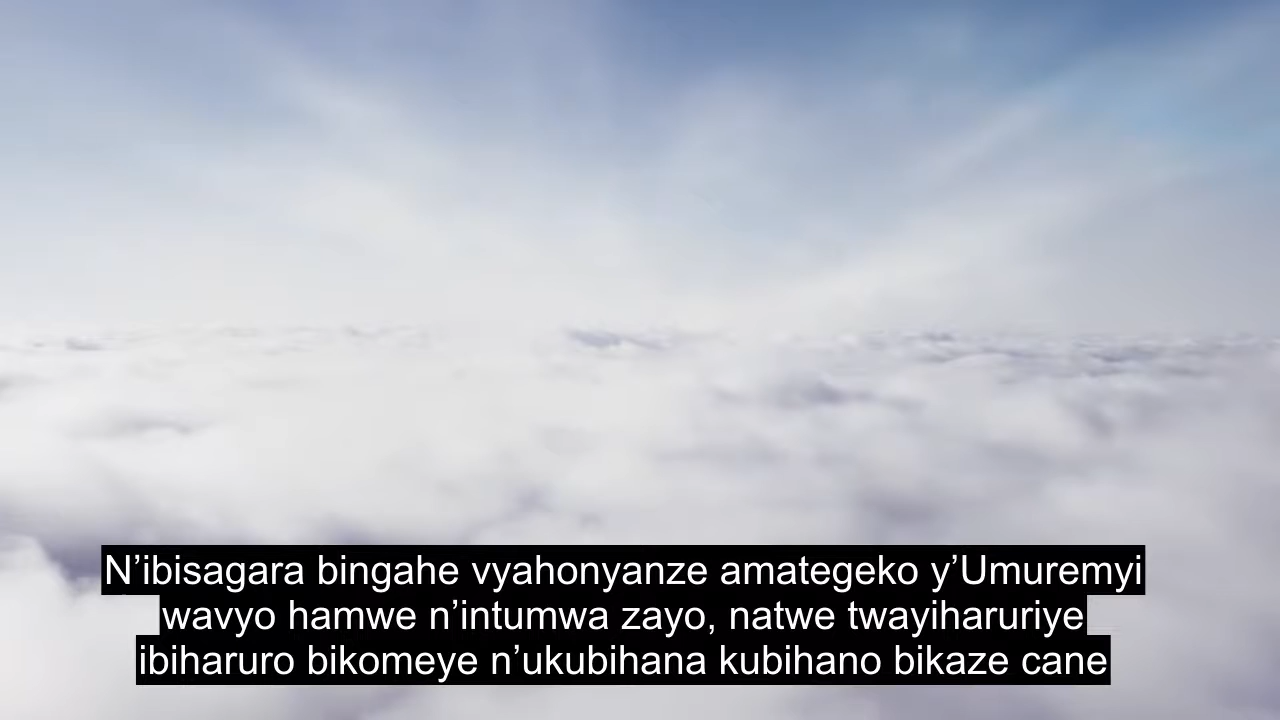 N’ibisagara bingahe vyahonyanze amategeko y’Umuremyi
wavyo hamwe n’intumwa zayo, natwe twayiharuriye
ibiharuro bikomeye n’ukubihana kubihano bikaze cane